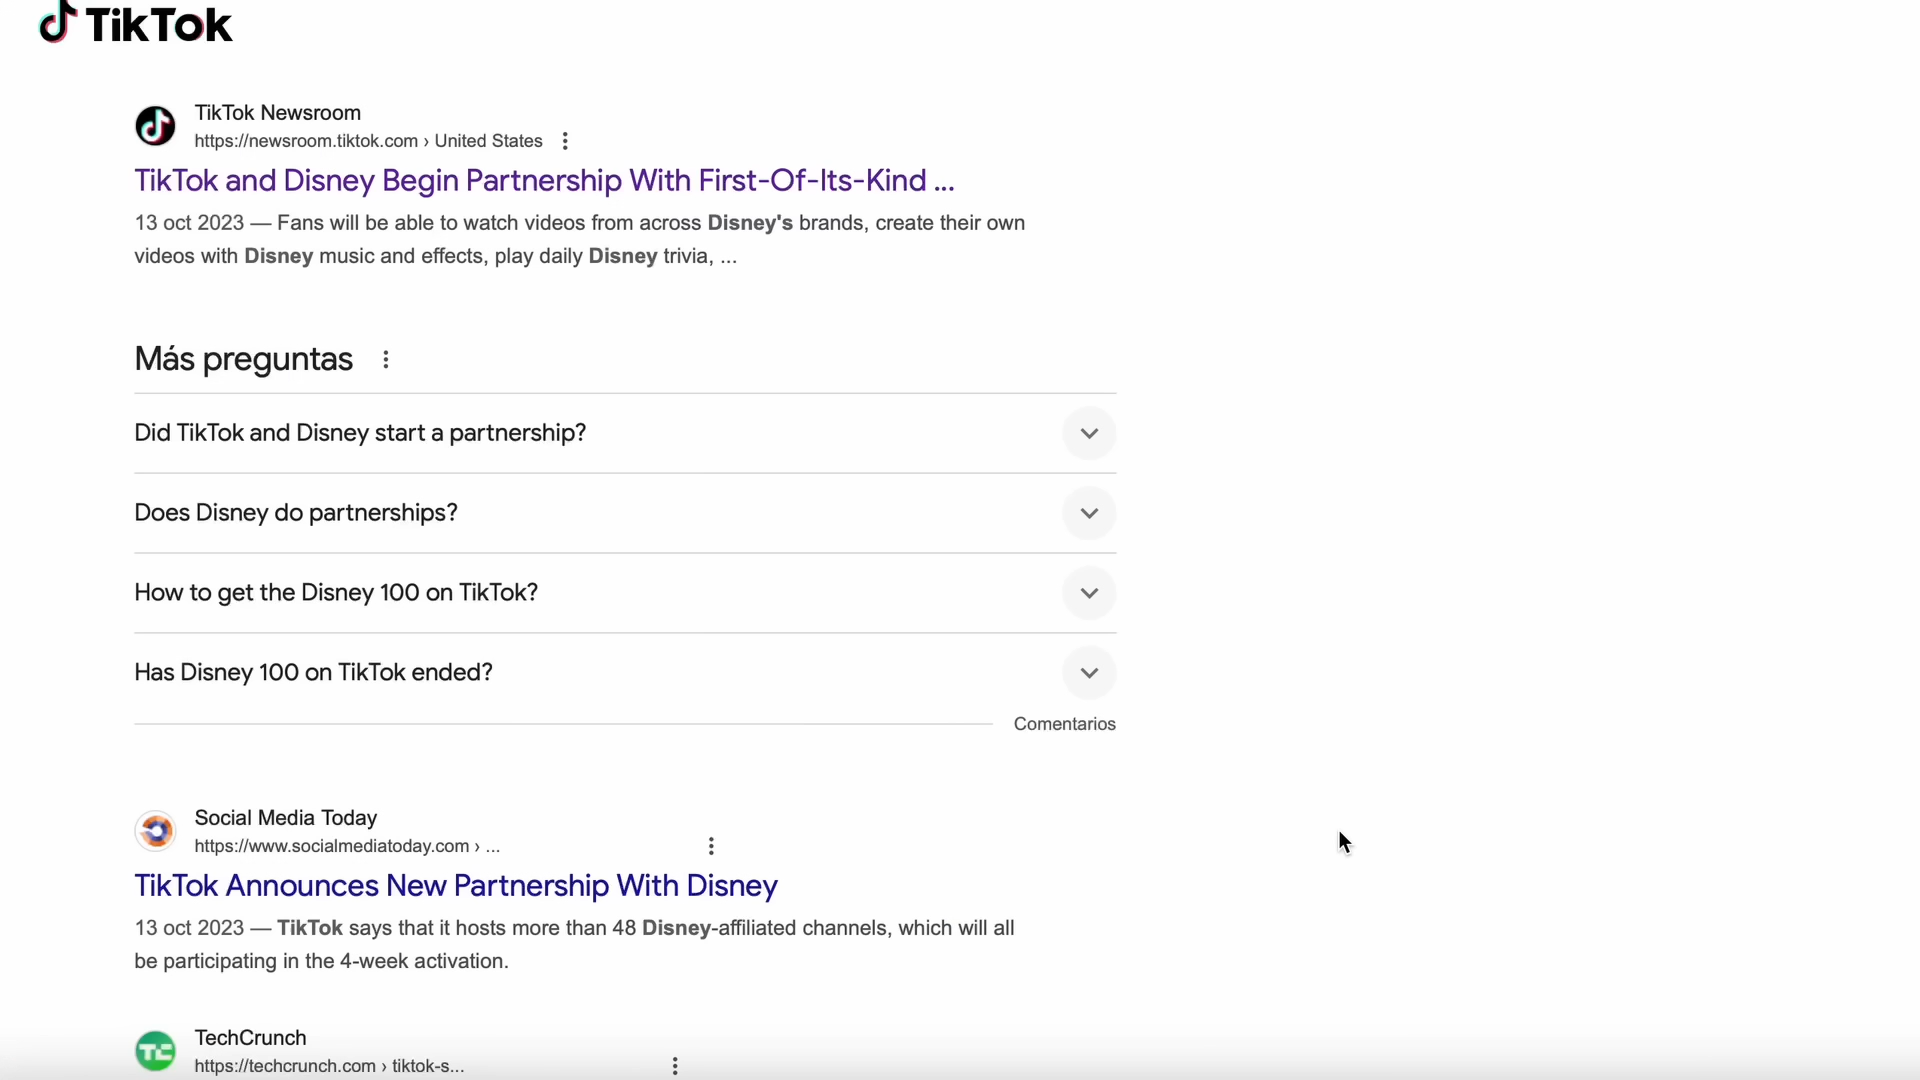 TikTok
TikTok Newsroom
https://newsroom.tiktok.com › United States
TikTok and Disney Begin Partnership With First-Of-Its-Kind ...
13 oct 2023 — Fans will be able to watch videos from across Disney's brands, create their own
videos with Disney music and effects, play daily Disney trivia, ...
Más preguntas
Did TikTok and Disney start a partnership?
Does Disney do partnerships?
How to get the Disney 100 on TikTok?
Has Disney 100 on TikTok ended?
Comentarios
Social Media Today
https://www.socialmediatoday.com › ...
TikTok Announces New Partnership With Disney
13 oct 2023 — TikTok says that it hosts more than 48 Disney-affiliated channels, which will all
be participating in the 4-week activation.
TC
TechCrunch
https://techcrunch.com › tiktok-s...